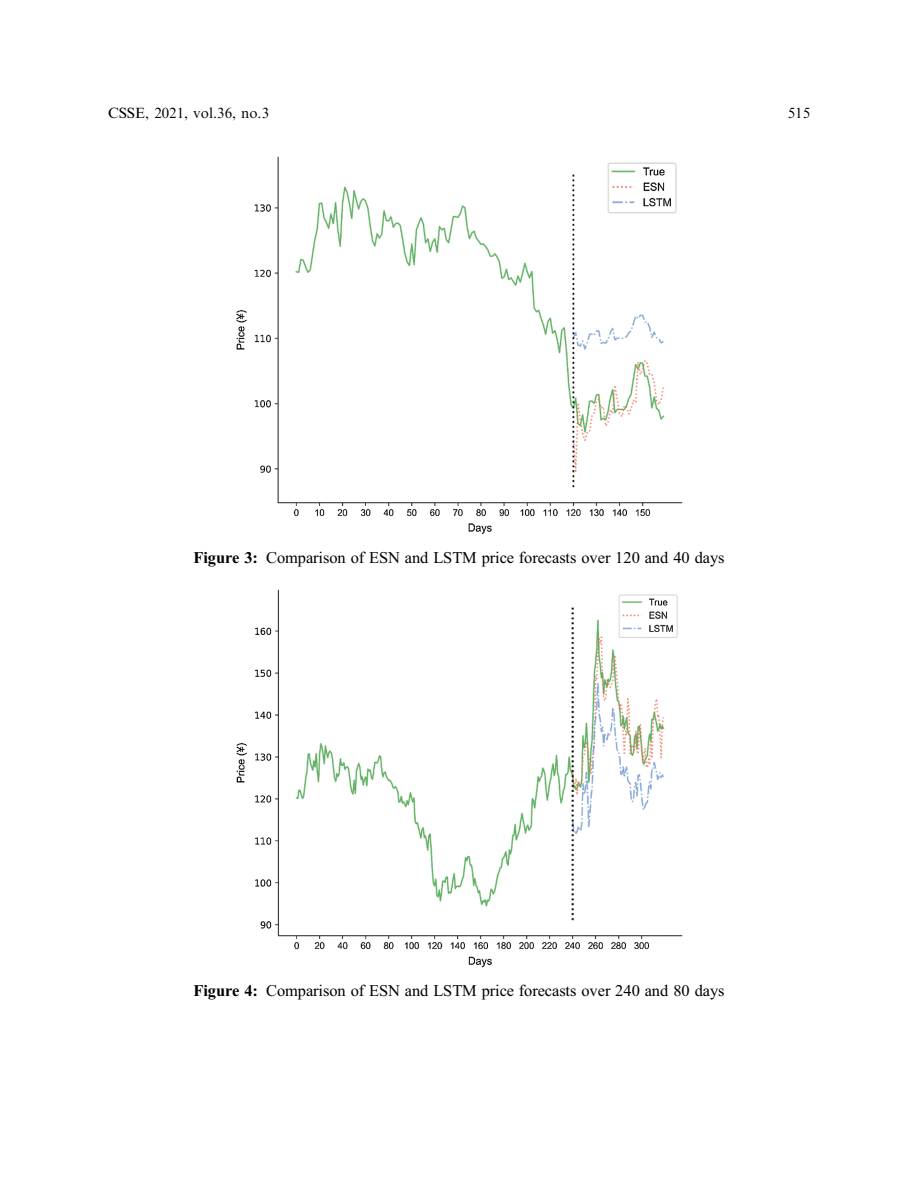 CSSE, 2021, vol.36, no.3 515
True
ESN
LSTM
130
120
110
100
90
Price (¥)
0 10 20 30 40 50 60 70 80 90 100 110 120 130 140 150
Days
Figure 3: Comparison of ESN and LSTM price forecasts over 120 and 40 days
True
ESN
LSTM
160
150
140
130
120
110
100
90
Price (¥)
0 20 40 60 80 100 120 140 160 180 200 220 240 260 280 300
Days
Figure 4: Comparison of ESN and LSTM price forecasts over 240 and 80 days